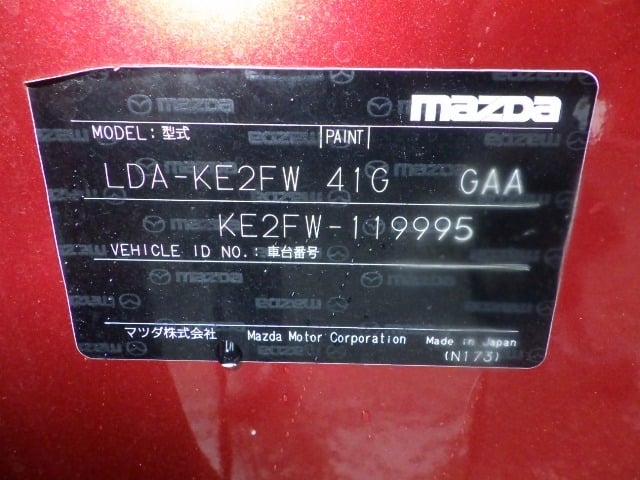 mazda
MODEL: 型式 PAINT
LDA-KE2FW 41G GAA
KE2FW-119995
VEHICLE ID NO.: 車台番号
マツダ株式会社 Mazda Motor Corporation Made in Japan
(N173)